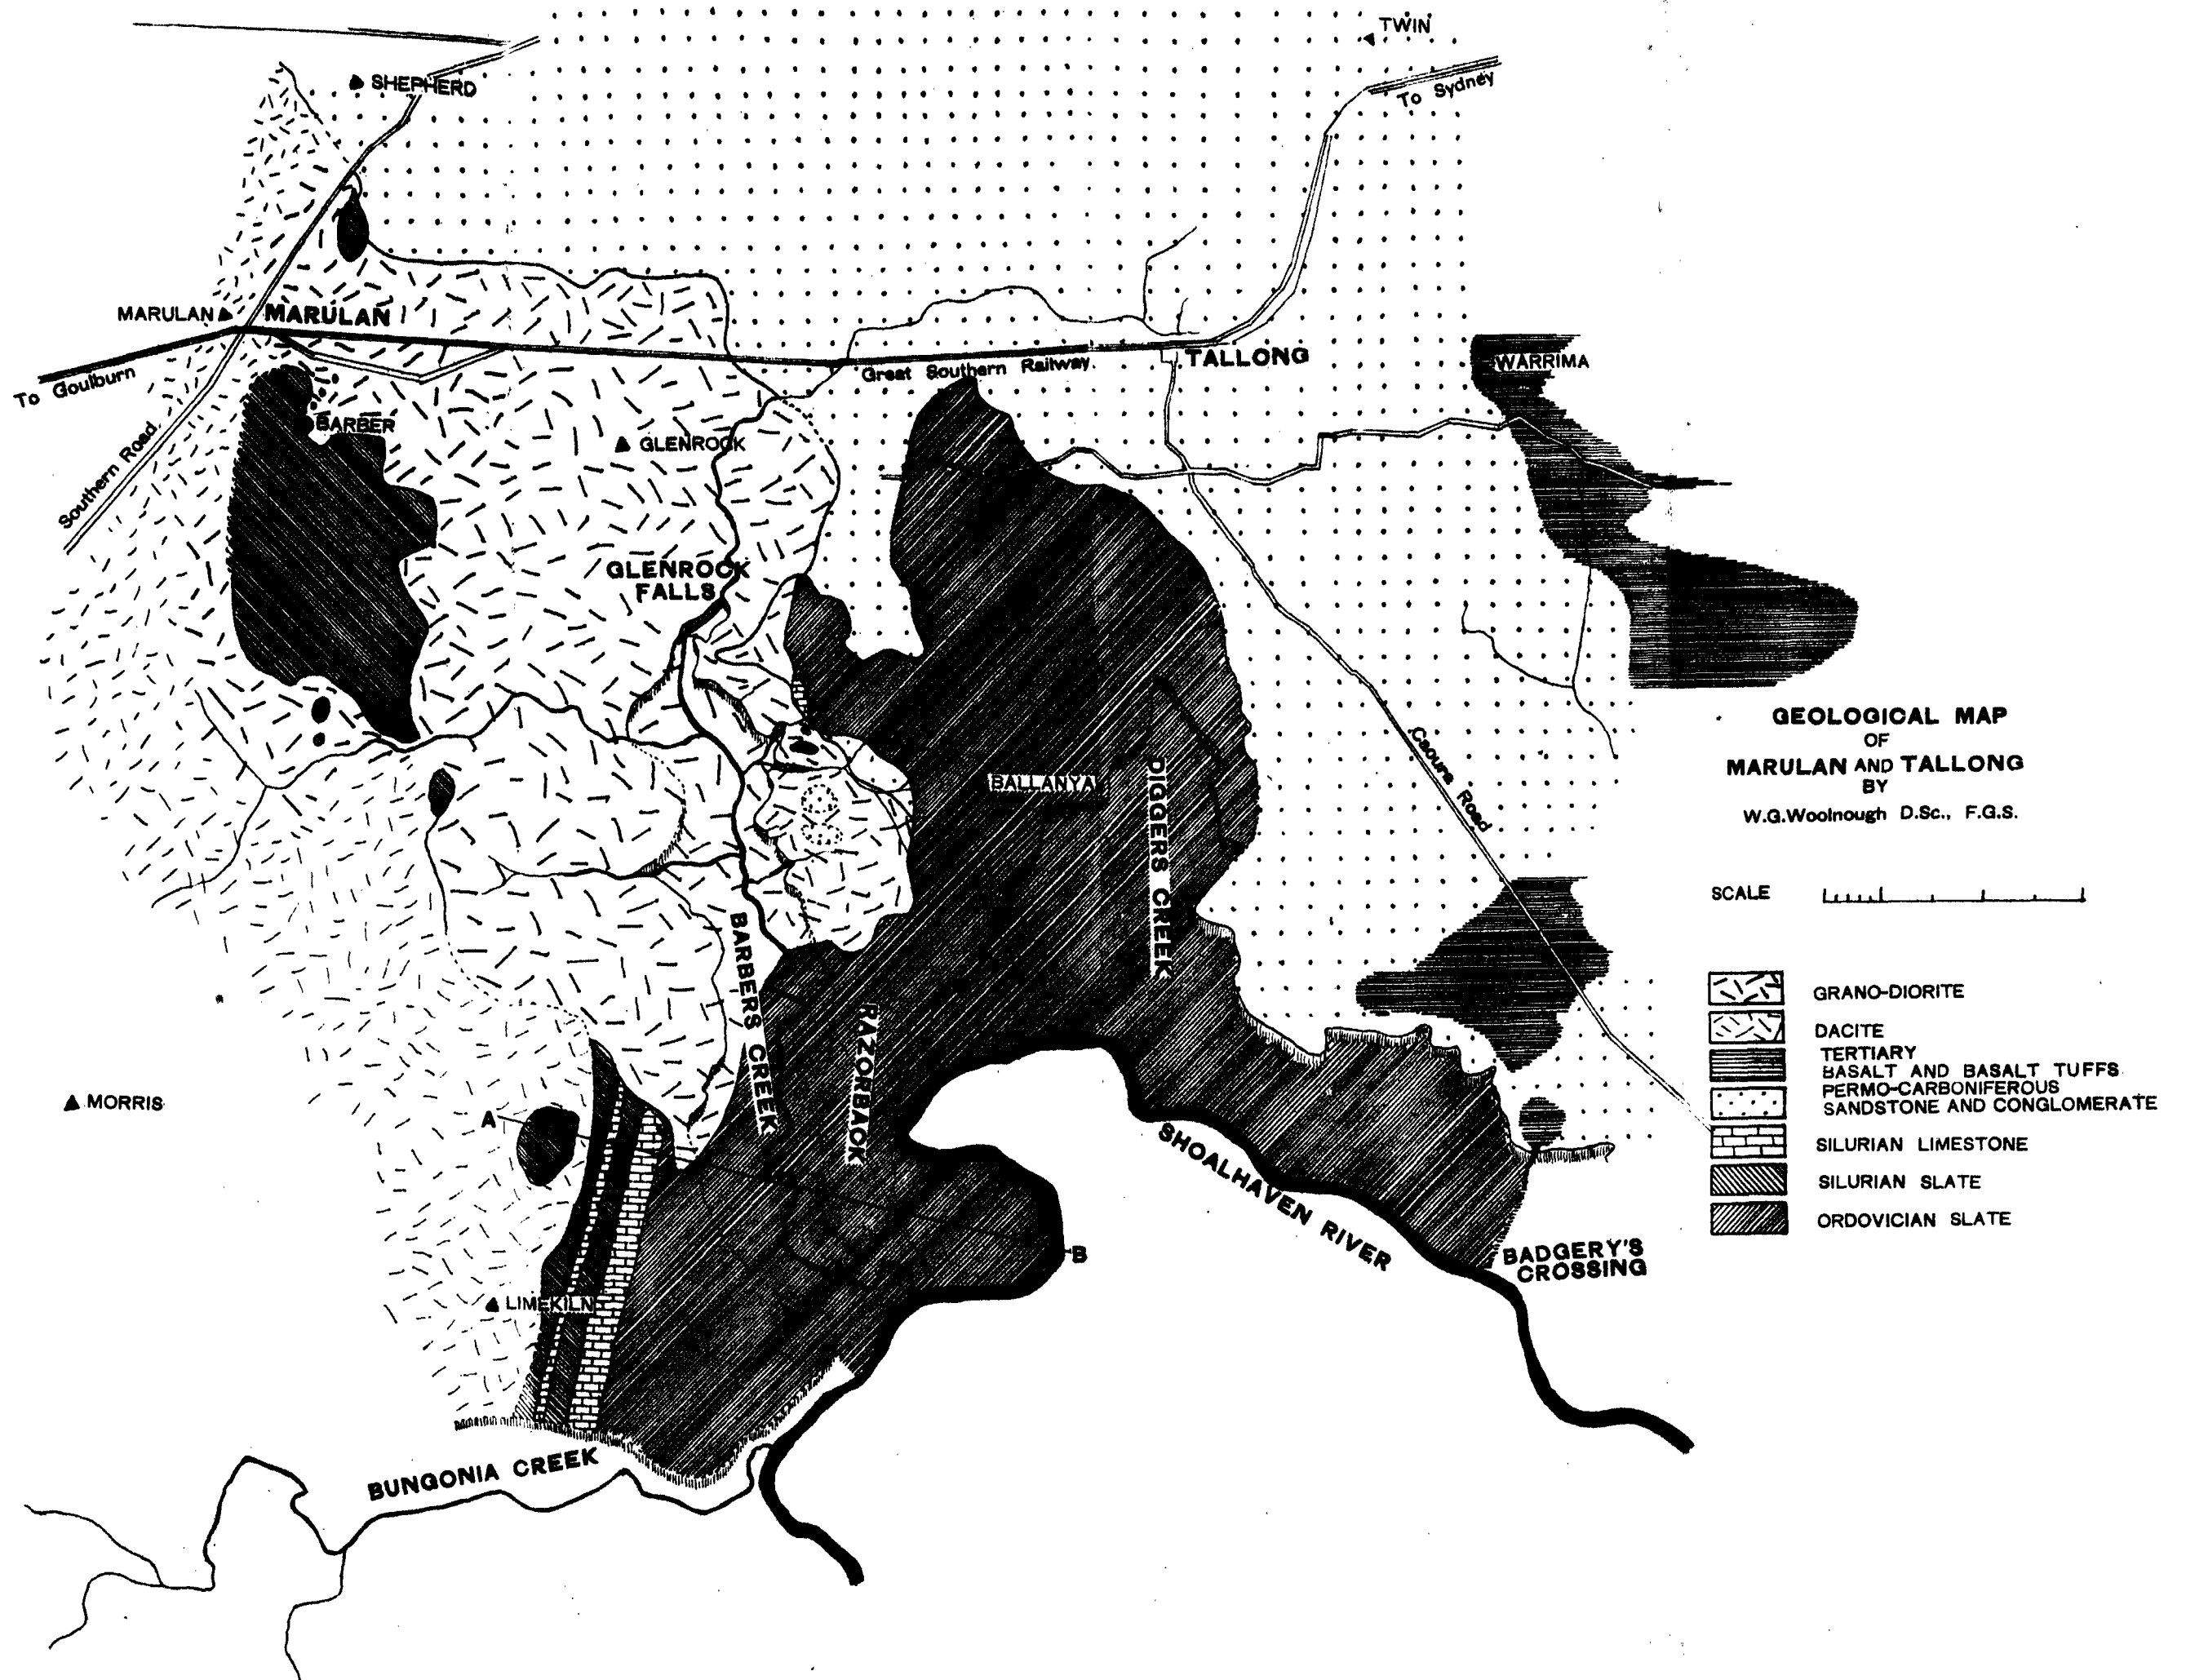 TWIN
To Sydney
SHEPHERD
MARULAN
MARULAN
To Goulburn
Southern Road
BARBER
GLENROCK
Great Southern Railway
TALLONG
WARRIMA
GLENROCK
FALLS
BALLANYA
DIGGERS CREEK
Caoura Road
BARBERS CREEK
RAZORBACK
MORRIS
A
B
LIMEKILN
SHOALHAVEN RIVER
BADGERY'S
CROSSING
BUNGONIA CREEK
GEOLOGICAL MAP
OF
MARULAN AND TALLONG
BY
W.G.Woolnough D.Sc., F.G.S.
SCALE
GRANO-DIORITE
DACITE
TERTIARY
BASALT AND BASALT TUFFS
PERMO-CARBONIFEROUS
SANDSTONE AND CONGLOMERATE
SILURIAN LIMESTONE
SILURIAN SLATE
ORDOVICIAN SLATE